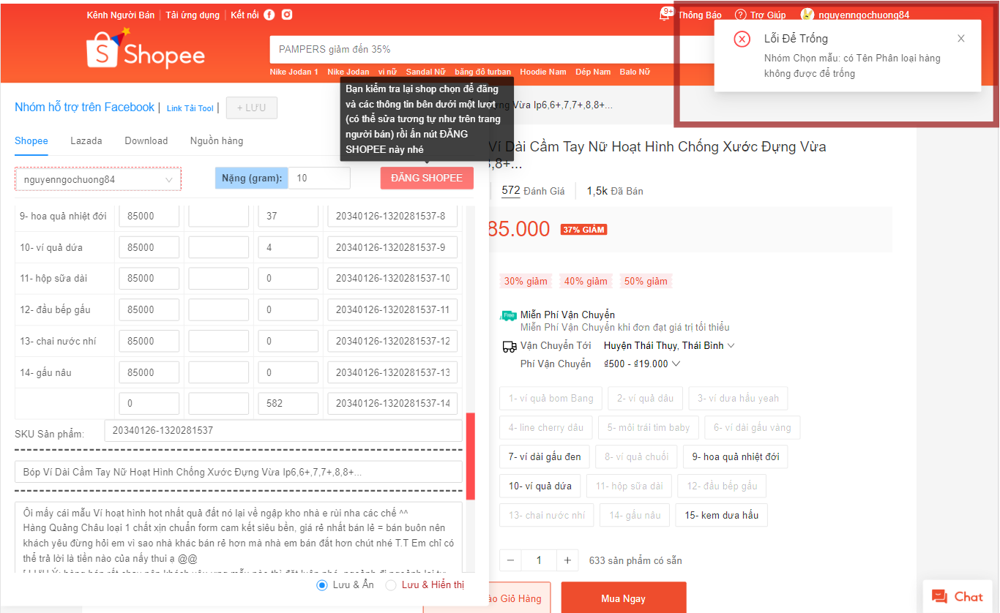 Kênh Người Bán Tải ứng dụng Kết nối
9+ Thông Báo Trợ Giúp nguyenngochuong84
Shopee
PAMPERS giảm đến 35%
Nike Jodan 1 Nike Jodan vi nữ Sandal Nữ băng đô turban Hoodie Nam Dép Nam Balo Nữ
Lỗi Để Trống
Nhóm Chọn mẫu: có Tên Phân loại hàng
không được để trống
Nhóm hỗ trợ trên Facebook | Link Tải Tool | + LƯU
Bạn kiểm tra lại shop chọn để đăng
và các thông tin bên dưới một lượt
(có thể sửa tương tự như trên trang
người bán) rồi ấn nút ĐĂNG
SHOPEE này nhé
Vừa Ip6,6+,7,7+,8,8+...
Shopee Lazada Download Nguồn hàng
nguyenngochuong84 Nặng (gram): 10 ĐĂNG SHOPEE
9- hoa quả nhiệt đới 85000 37 20340126-1320281537-8
10- ví quả dứa 85000 4 20340126-1320281537-9
11- hộp sữa dài 85000 0 20340126-1320281537-10
12- đầu bếp gấu 85000 0 20340126-1320281537-11
13- chai nước nhí 85000 0 20340126-1320281537-12
14- gấu nâu 85000 0 20340126-1320281537-13
0 582 20340126-1320281537-14
SKU Sản phẩm: 20340126-1320281537
Bóp Ví Dài Cầm Tay Nữ Hoạt Hình Chống Xước Đựng Vừa Ip6,6+,7,7+,8,8+...
Ôi mấy cái mẫu Ví hoạt hình hot nhất quả đất nó lại về ngập kho nhà e rùi nha các chế ^^
Hàng Quảng Châu loại 1 chất xịn chuẩn form cam kết siêu bền, giá rẻ nhất bán lẻ = bán buôn nên
khách yêu đừng hỏi em vì sao nhà khác bán rẻ hơn mà nhà em bán đắt hơn chút nhé T.T Em chỉ có
thể trả lời là tiền nào của nấy thui ạ @@
Lưu & Ẩn Lưu & Hiển thị
Ví Dài Cầm Tay Nữ Hoạt Hình Chống Xước Đựng Vừa
,8+...
572 Đánh Giá 1,5k Đã Bán
85.000 37% GIẢM
30% giảm 40% giảm 50% giảm
Free Miễn Phí Vận Chuyển
Miễn Phí Vận Chuyển khi đơn đạt giá trị tối thiểu
Vận Chuyển Tới Huyện Thái Thụy, Thái Bình
Phí Vận Chuyển ₫500 - ₫19.000
1- ví quả bom Bang 2- ví quả dâu 3- ví dưa hấu yeah
4- line cherry dâu 5- môi trái tim baby 6- ví dài gấu vàng
7- ví dài gấu đen 8- ví quả chuối 9- hoa quả nhiệt đới
10- ví quả dứa 11- hộp sữa dài 12- đầu bếp gấu
13- chai nước nhí 14- gấu nâu 15- kem dưa hấu
1 633 sản phẩm có sẵn
Giỏ Hàng Mua Ngay
Chat